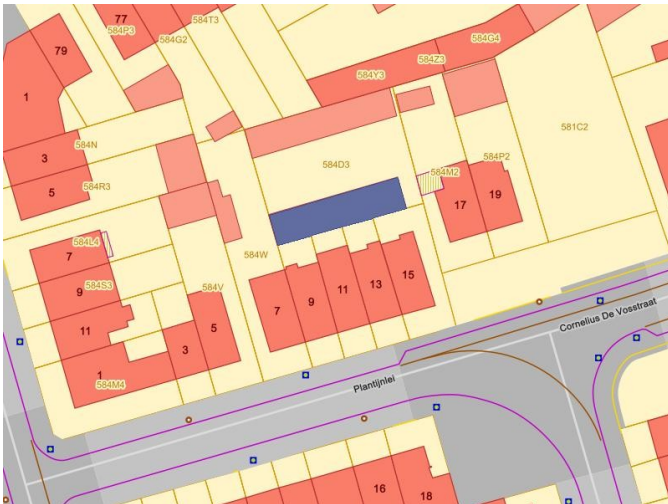 77
584P3
584T3
584G2
79
584G4
584Z3
584Y3
1
3
584N
581C2
584D3
584P2
584M2
5
584R3
17
19
7
584L4
584W
9
584S3
584V
15
13
11
9
7
11
5
3
1
584M4
Cornelius De Vosstraat
Plantijnlei
16
18